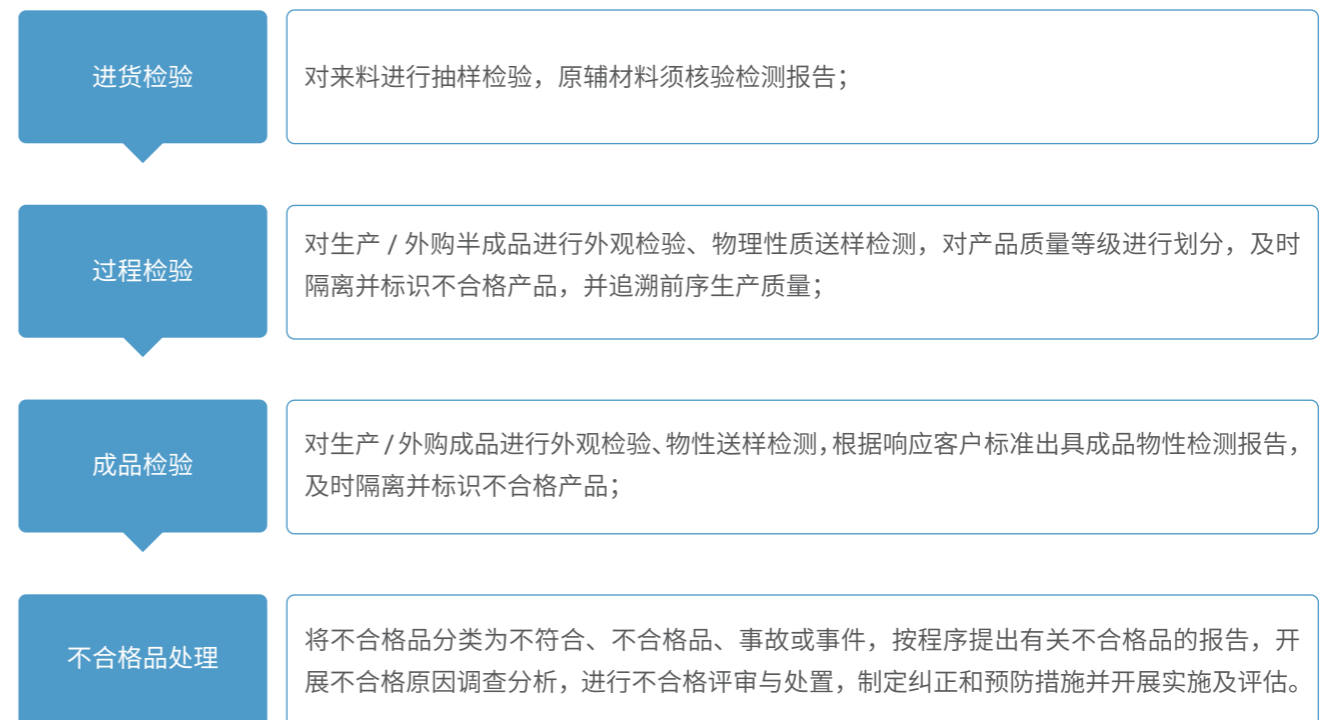 进货检验
对来料进行抽样检验，原辅材料须核验检测报告；
过程检验
对生产 / 外购半成品进行外观检验、物理性质送样检测，对产品质量等级进行划分，及时
隔离并标识不合格产品，并追溯前序生产质量；
成品检验
对生产 / 外购成品进行外观检验、物性送样检测，根据响应客户标准出具成品物性检测报告，
及时隔离并标识不合格产品；
不合格品处理
将不合格品分类为不符合、不合格品、事故或事件，按程序提出有关不合格品的报告，开
展不合格原因调查分析，进行不合格评审与处置，制定纠正和预防措施并开展实施及评估。